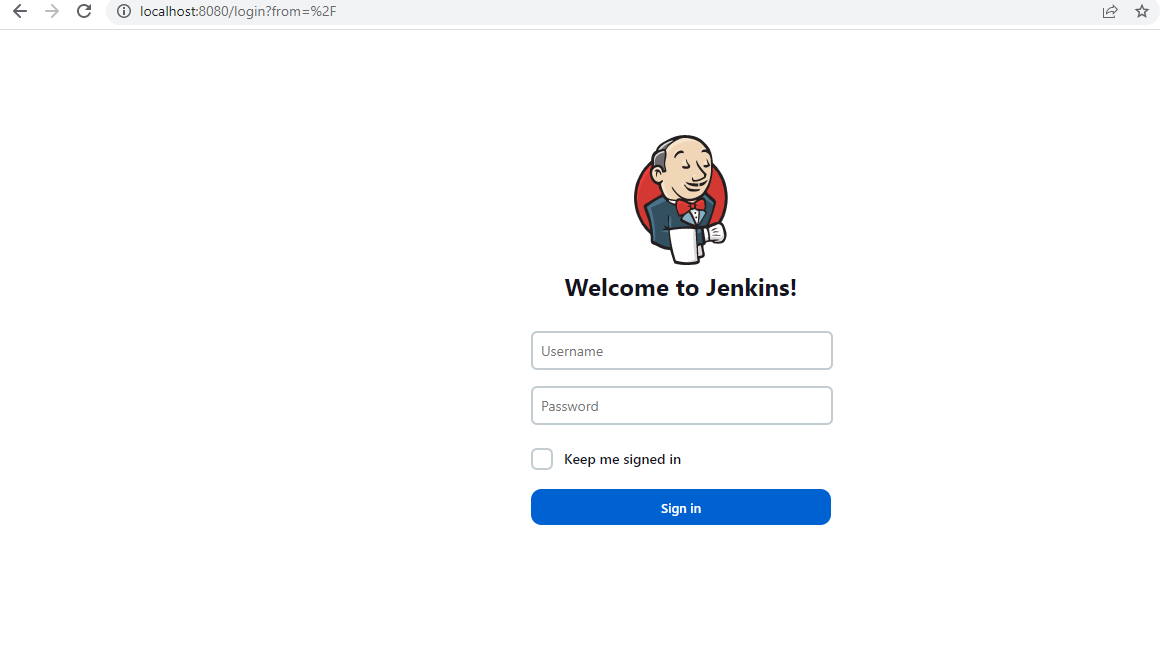 localhost:8080/login?from=%2F
Welcome to Jenkins!
Username
Password
Keep me signed in
Sign in